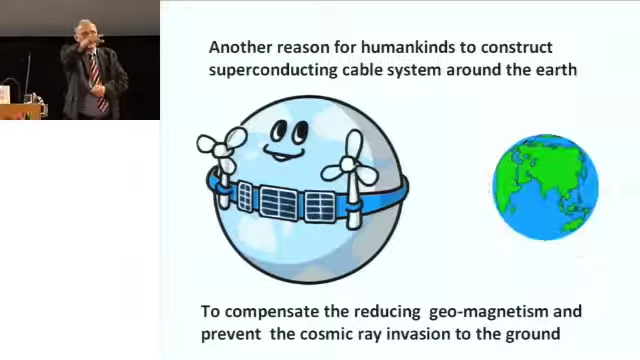 Another reason for humankinds to construct
superconducting cable system around the earth
To compensate the reducing geo-magnetism and
prevent the cosmic ray invasion to the ground